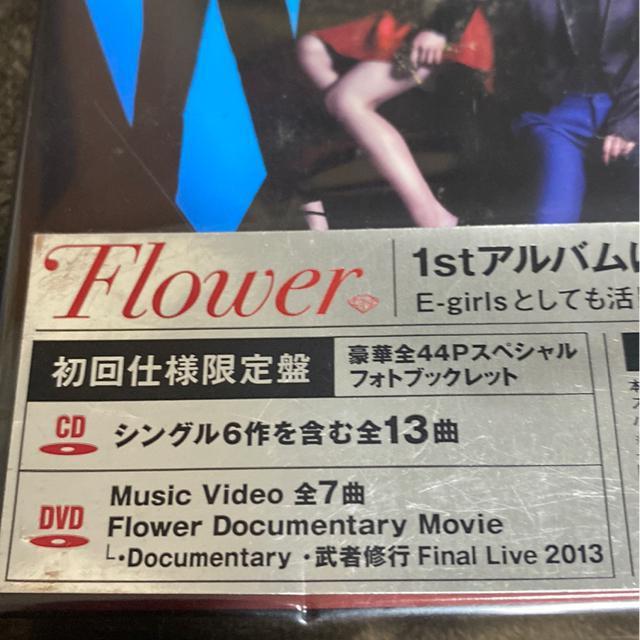 Flower
1stアルバム
E-girlsとしても活
初回仕様限定盤
豪華全44Pスペシャル
フォトブックレット
CD シングル6作を含む全13曲
DVD
Music Video 全7曲
Flower Documentary Movie
└・Documentary ・武者修行 Final Live 2013